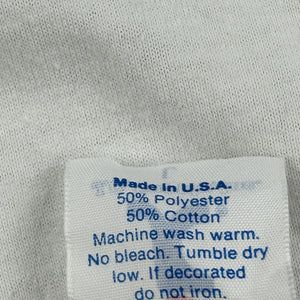 Made in U.S.A.
50% Polyester
50% Cotton
Machine wash warm.
No bleach. Tumble dry
low. If decorated
do not iron.